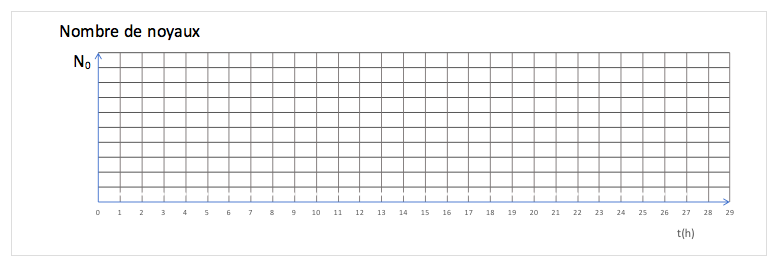 Nombre de noyaux
N₀
0 1 2 3 4 5 6 7 8 9 10 11 12 13 14 15 16 17 18 19 20 21 22 23 24 25 26 27 28 29
t(h)